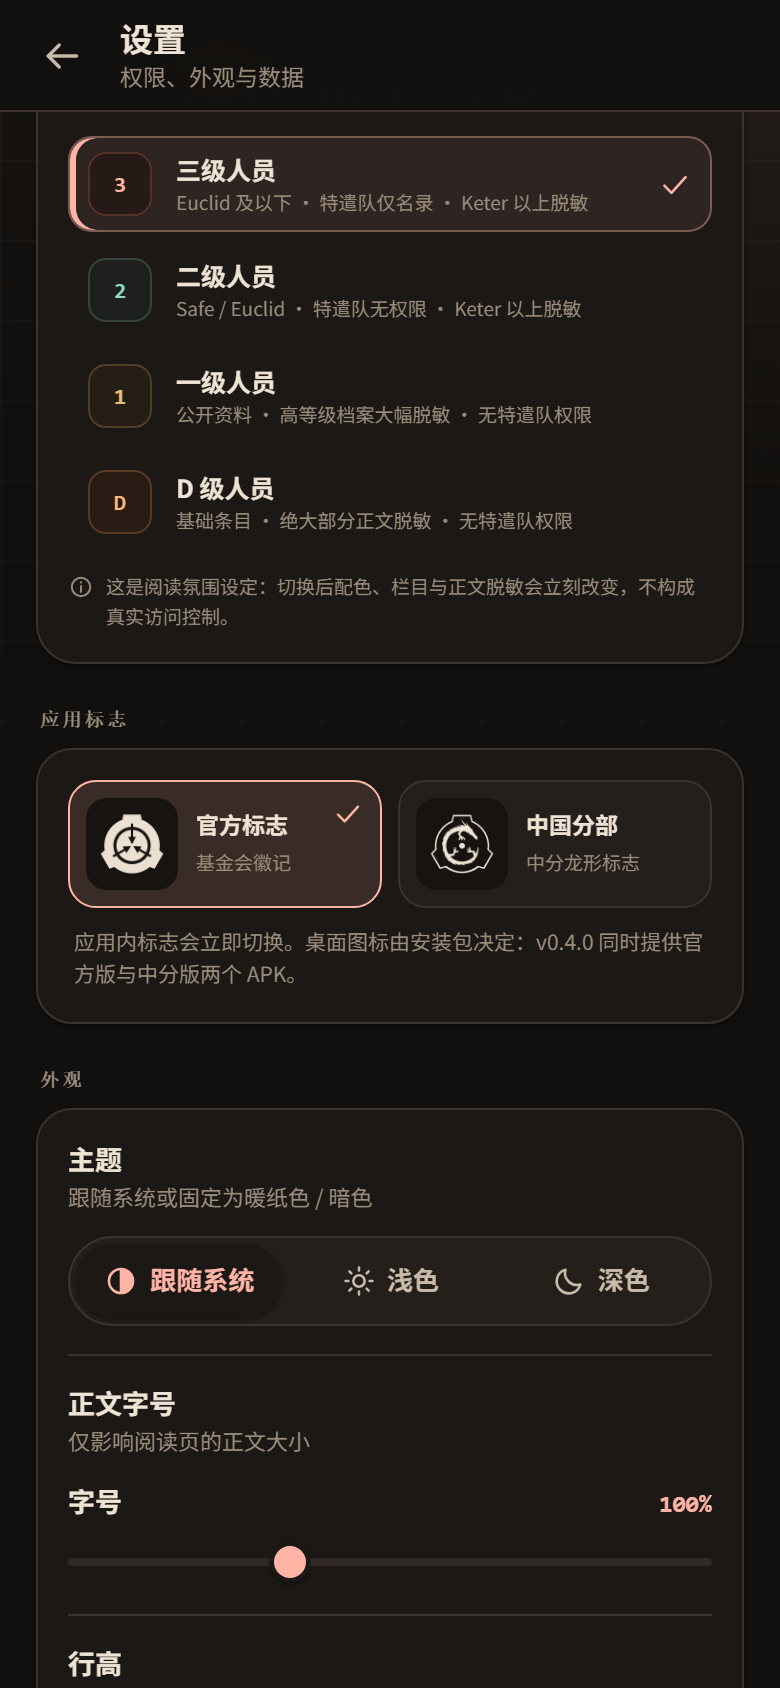 设置
权限、外观与数据
3
三级人员
Euclid 及以下 · 特遣队仅名录 · Keter 以上脱敏
2
二级人员
Safe / Euclid · 特遣队无权限 · Keter 以上脱敏
1
一级人员
公开资料 · 高等级档案大幅脱敏 · 无特遣队权限
D
D 级人员
基础条目 · 绝大部分正文脱敏 · 无特遣队权限
这是阅读氛围设定：切换后配色、栏目与正文脱敏会立刻改变，不构成
真实访问控制。
应用标志
官方标志
基金会徽记
中国分部
中分龙形标志
应用内标志会立即切换。桌面图标由安装包决定：v0.4.0 同时提供官
方版与中分版两个 APK。
外观
主题
跟随系统或固定为暖纸色 / 暗色
跟随系统
浅色
深色
正文字号
仅影响阅读页的正文大小
字号
100%
行高